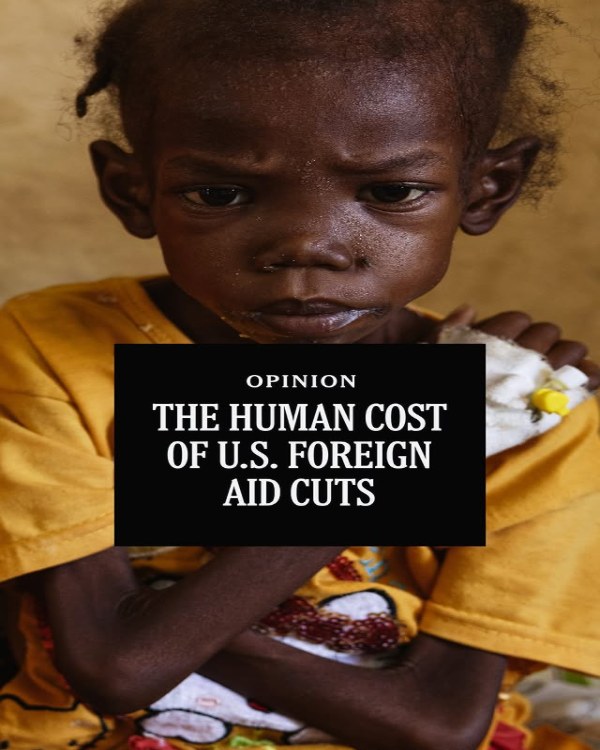 OPINION
THE HUMAN COST
OF U.S. FOREIGN
AID CUTS